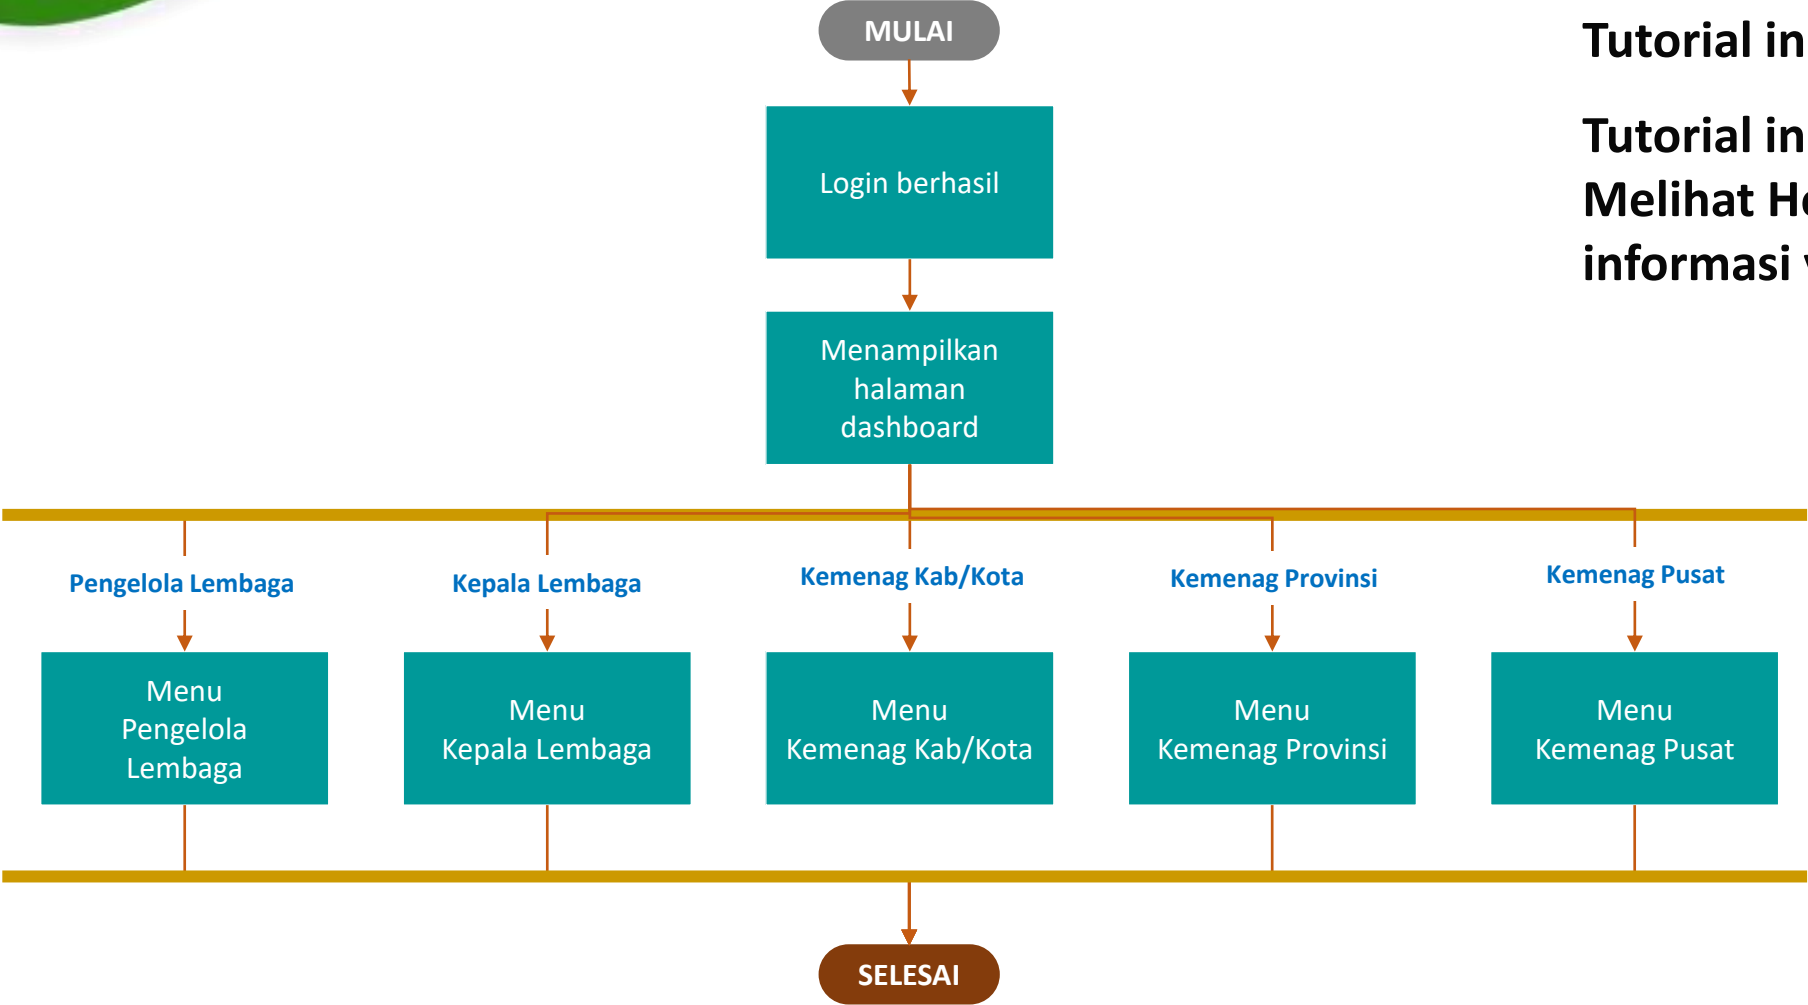 MULAI
Login berhasil
Menampilkan
halaman
dashboard
Tutorial in
Tutorial in
Melihat
informasi
Pengelola Lembaga
Kepala Lembaga
Kemenag Kab/Kota
Kemenag Provinsi
Kemenag Pusat
Menu
Pengelola
Lembaga
Menu
Kepala Lembaga
Menu
Kemenag Kab/Kota
Menu
Kemenag Provinsi
Menu
Kemenag Pusat
SELESAI